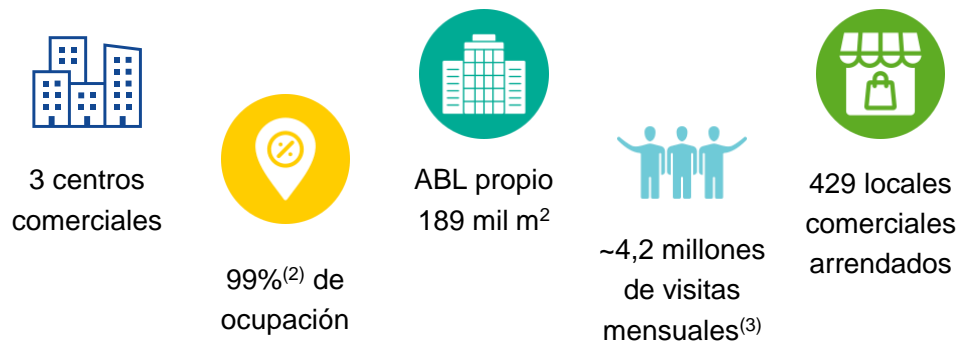 3 centros
comerciales
99%(2) de
ocupación
ABL propio
189 mil m2
~4,2 millones
de visitas
mensuales(3)
429 locales
comerciales
arrendados